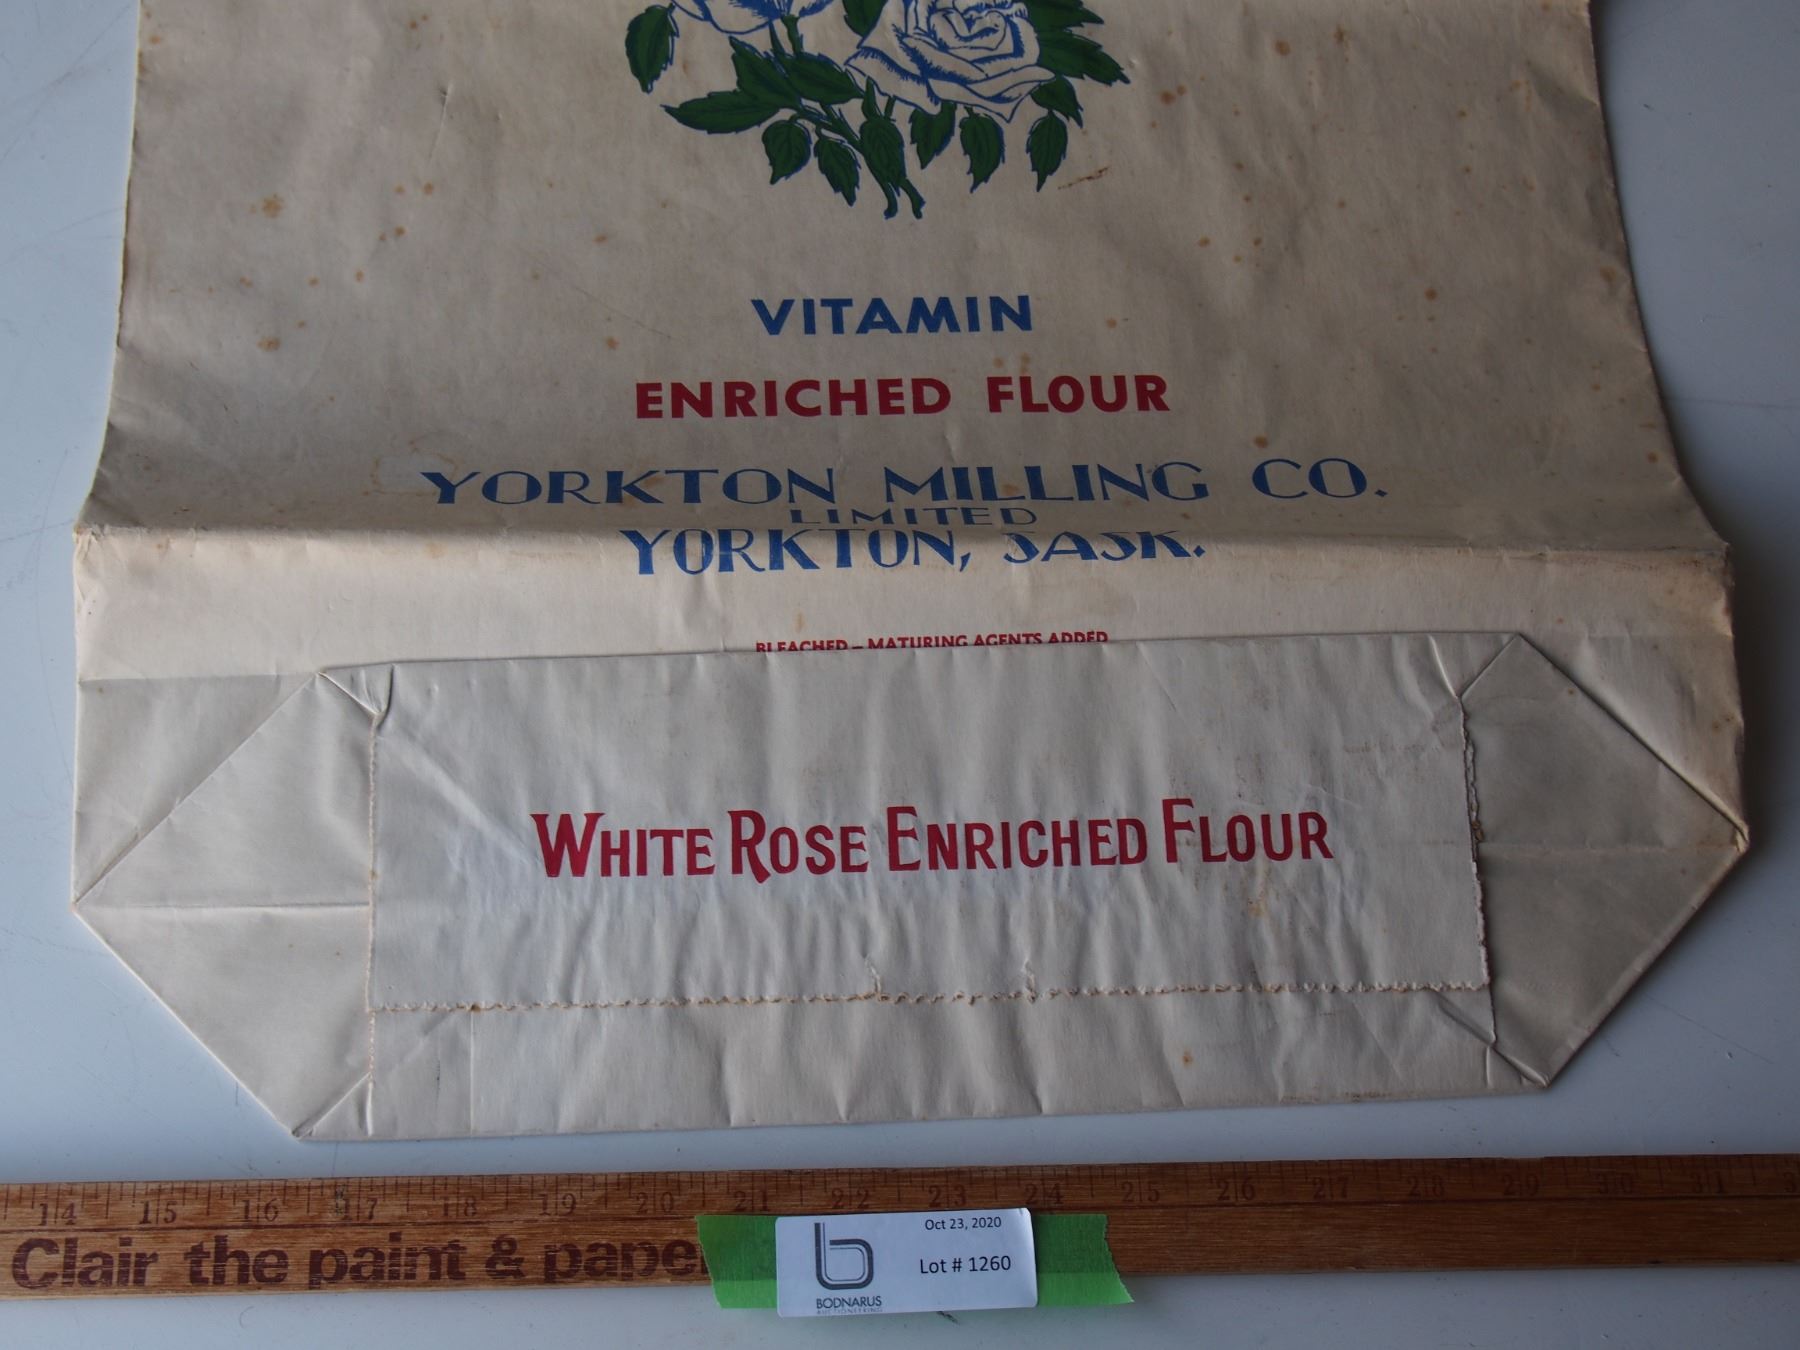 VITAMIN
ENRICHED FLOUR
YORKTON MILLING CO.
LIMITED
YORKTON, SASK.
BLEACHED – MATURING AGENTS ADDED
WHITE ROSE ENRICHED FLOUR
14 15 16 17 18 19 20 21 22 23 24 25 26 27 28 29 30 31
Clair the paint & pape
Oct 23, 2020
Lot # 1260
BODNARUS
AUCTIONEERING